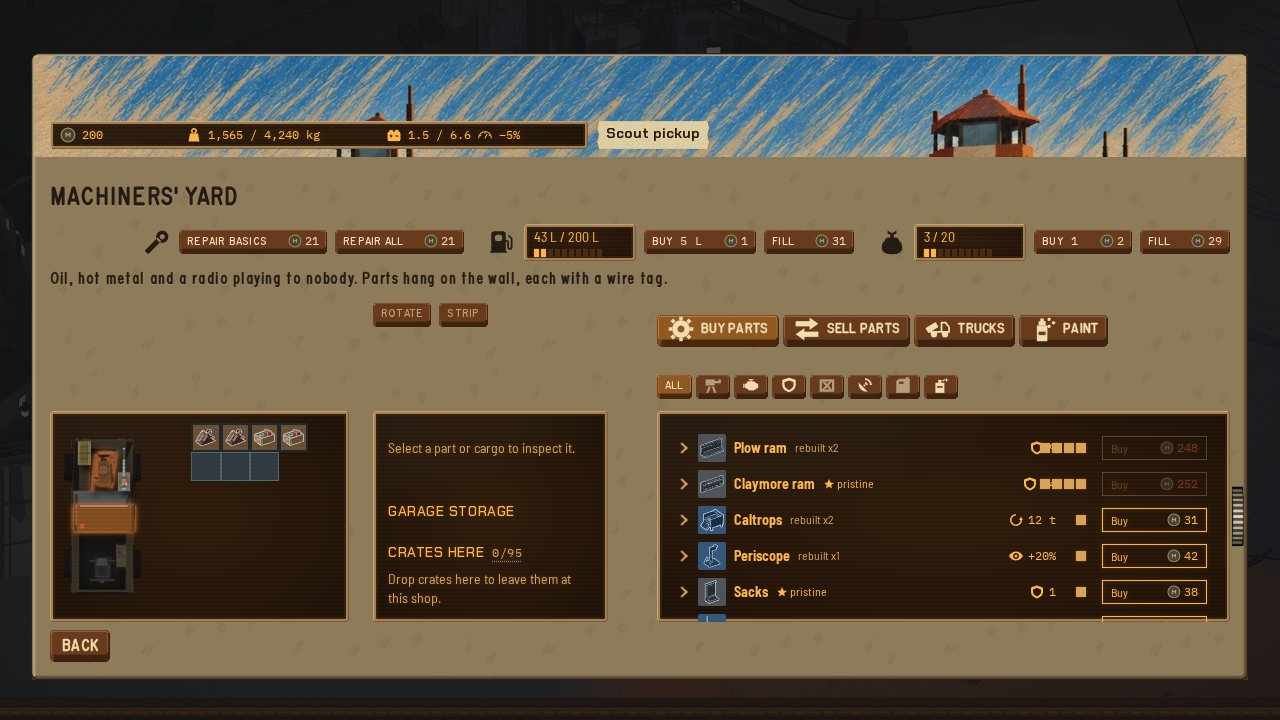 200
1,565 / 4,240 kg
1.5 / 6.6 -5%
Scout pickup
MACHINERS' YARD
REPAIR BASICS M 21
REPAIR ALL M 21
43 L / 200 L
BUY 5 L M 1
FILL M 31
3 / 20
BUY 1 M 2
FILL M 29
Oil, hot metal and a radio playing to nobody. Parts hang on the wall, each with a wire tag.
ROTATE STRIP
BUY PARTS SELL PARTS TRUCKS PAINT
ALL
Select a part or cargo to inspect it.
GARAGE STORAGE
CRATES HERE 0/95
Drop crates here to leave them at
this shop.
Plow ram rebuilt x2 Buy M 248
Claymore ram pristine Buy M 252
Caltrops rebuilt x2 12 t Buy M 31
Periscope rebuilt x1 +20% Buy M 42
Sacks pristine 1 Buy M 38
BACK